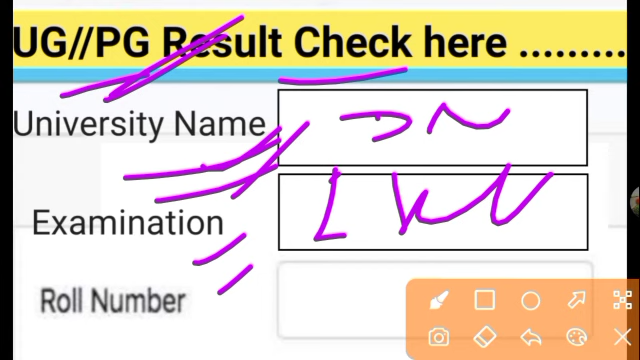 UG//PG Result Check here .........
University Name
Examination
Roll Number